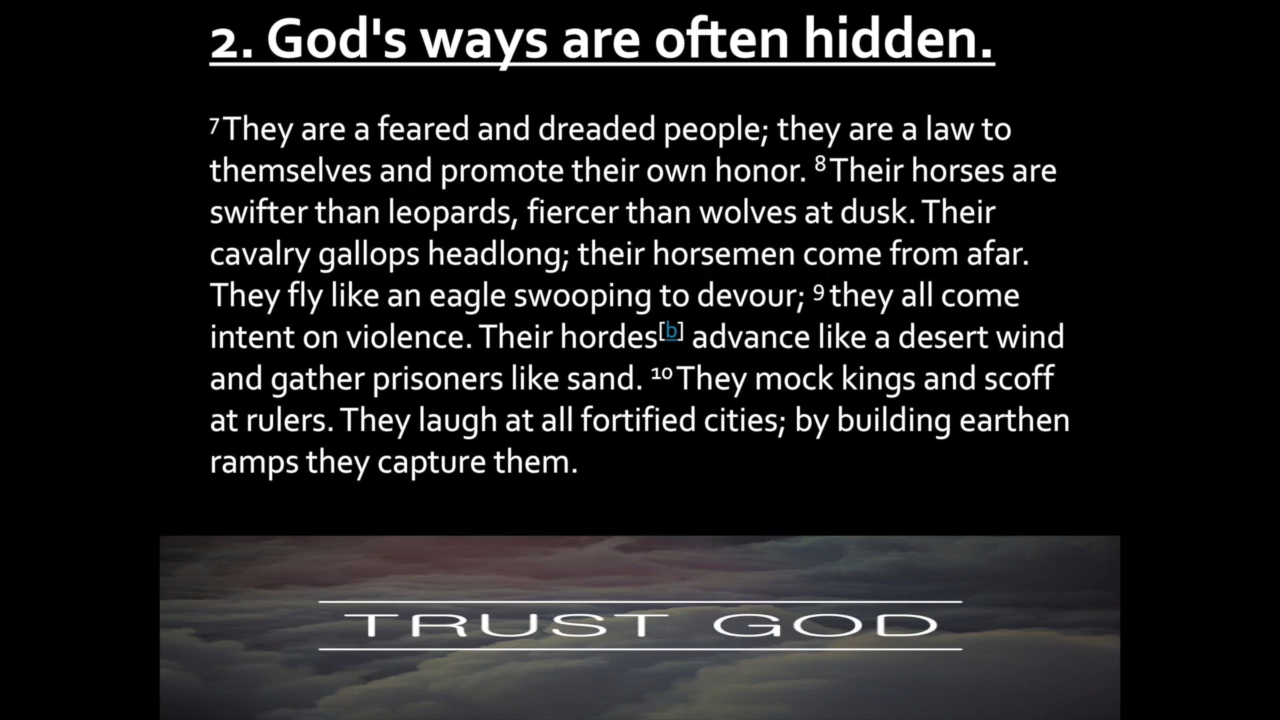 2. God's ways are often hidden.
⁷They are a feared and dreaded people; they are a law to
themselves and promote their own honor. ⁸Their horses are
swifter than leopards, fiercer than wolves at dusk. Their
cavalry gallops headlong; their horsemen come from afar.
They fly like an eagle swooping to devour; ⁹they all come
intent on violence. Their hordes[b] advance like a desert wind
and gather prisoners like sand. ¹⁰They mock kings and scoff
at rulers. They laugh at all fortified cities; by building earthen
ramps they capture them.
TRUST GOD